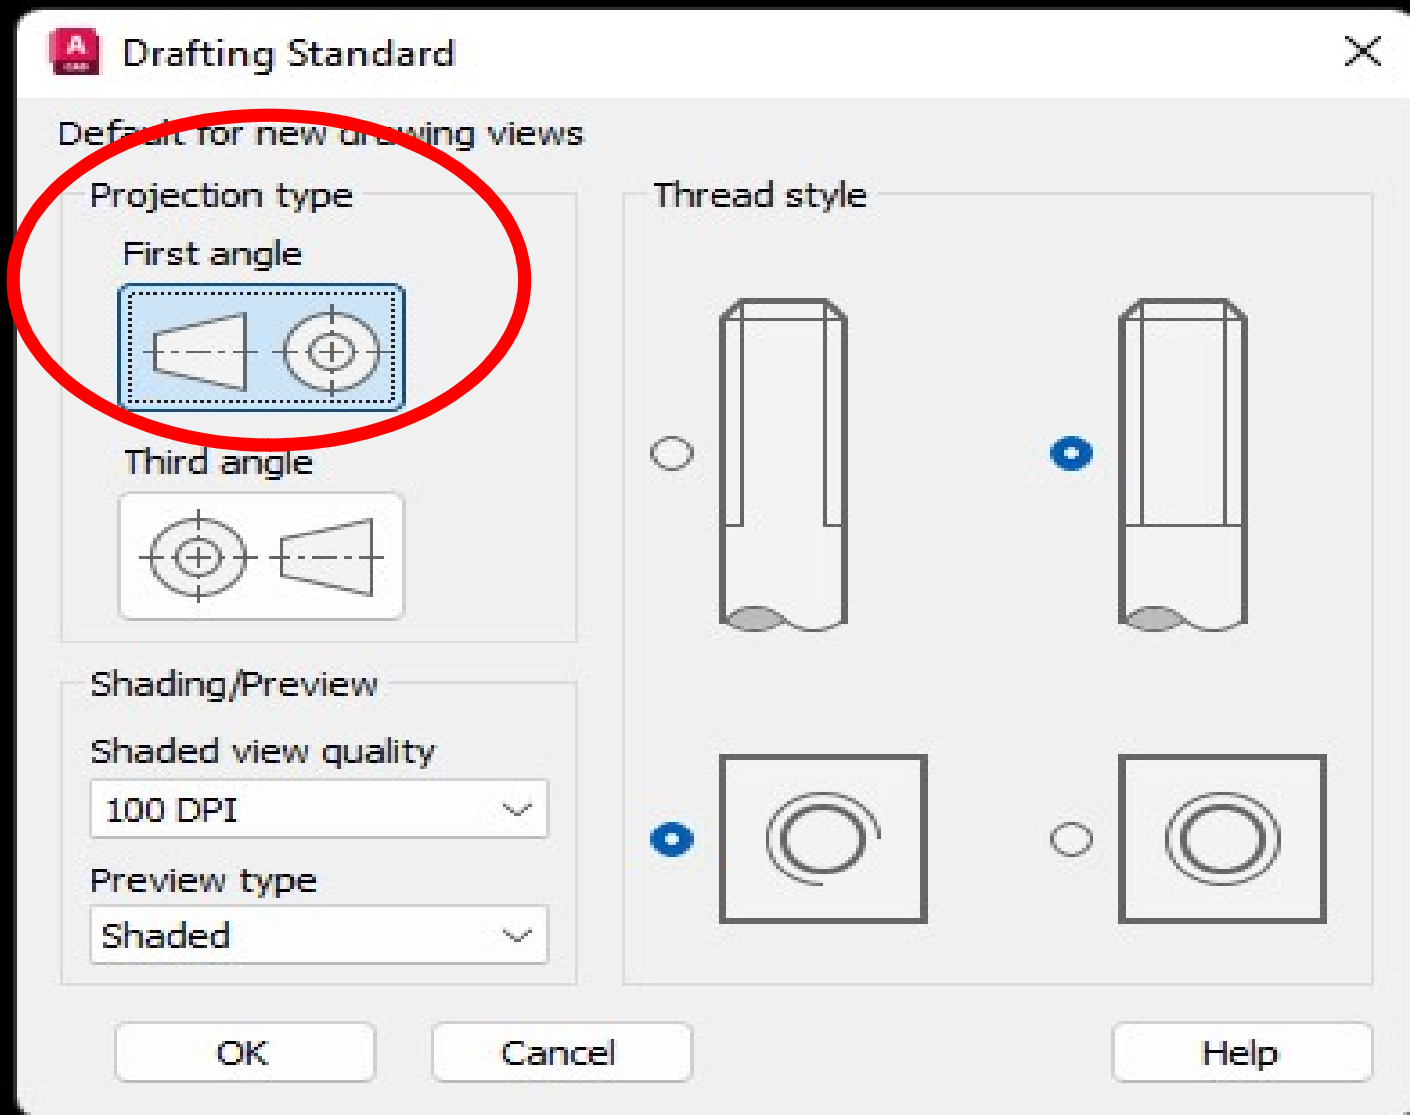 A
CAD
Drafting Standard
Default for new drawing views
Projection type
First angle
Third angle
Shading/Preview
Shaded view quality
100 DPI
Preview type
Shaded
Thread style
OK
Cancel
Help